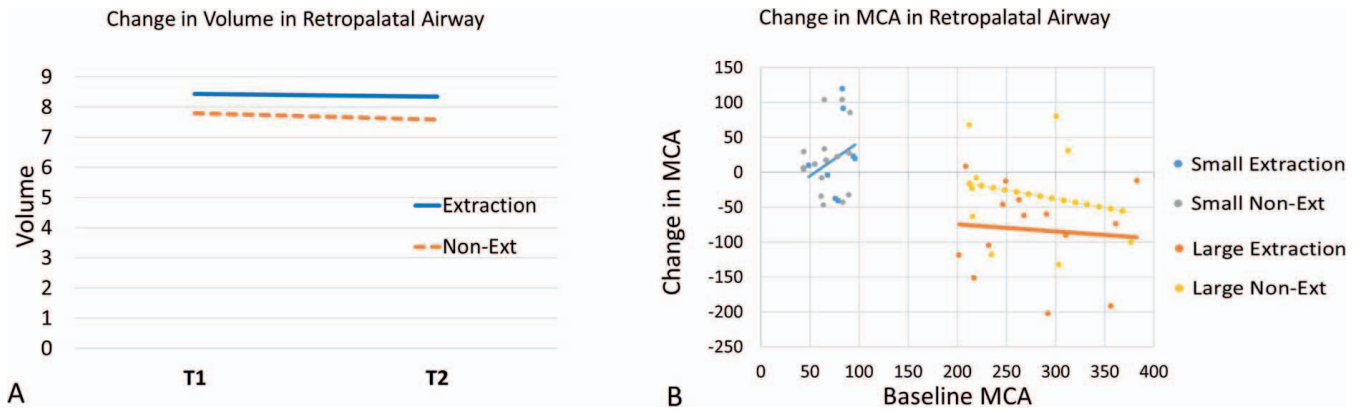 Change in Volume in Retropalatal Airway
9
8
7
6
5
4
3
2
1
0
Volume
Extraction
Non-Ext
T1
T2
A
Change in MCA in Retropalatal Airway
150
100
50
0
-50
-100
-150
-200
-250
Change in MCA
0
50
100
150
200
250
300
350
400
Baseline MCA
Small Extraction
Small Non-Ext
Large Extraction
Large Non-Ext
B